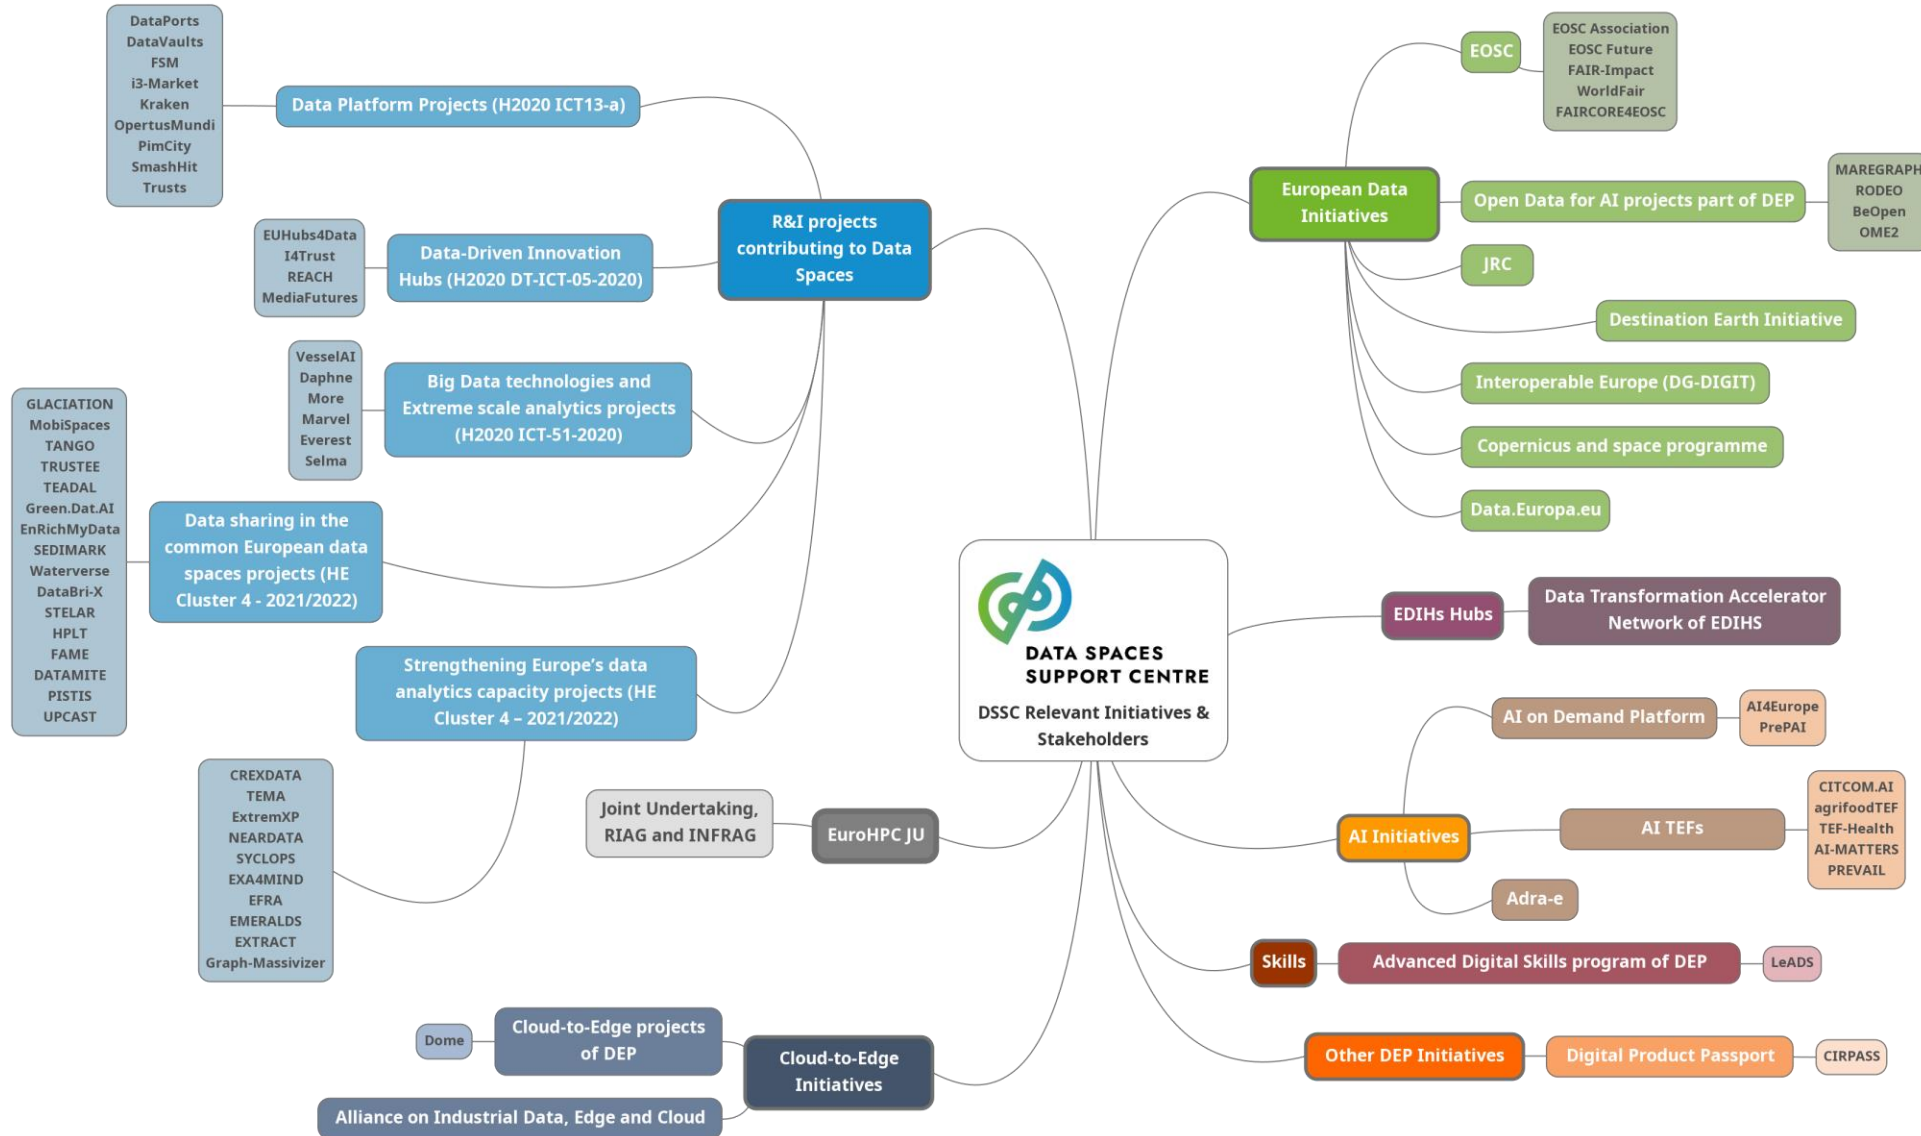 DataPorts
DataVaults
FSM
i3-Market
Kraken
OpertusMundi
PimCity
SmashHit
Trusts
Data Platform Projects (H2020 ICT13-a)
EUHubs4Data
I4Trust
REACH
MediaFutures
Data-Driven Innovation
Hubs (H2020 DT-ICT-05-2020)
R&I projects
contributing to Data
Spaces
VesselAI
Daphne
More
Marvel
Everest
Selma
Big Data technologies and
Extreme scale analytics projects
(H2020 ICT-51-2020)
GLACIATION
MobiSpaces
TANGO
TRUSTEE
TEADAL
Green.Dat.AI
EnRichMyData
SEDIMARK
Waterverse
DataBri-X
STELAR
HPLT
FAME
DATAMITE
PISTIS
UPCAST
Data sharing in the
common European data
spaces projects (HE
Cluster 4 - 2021/2022)
Strengthening Europe’s data
analytics capacity projects (HE
Cluster 4 – 2021/2022)
CREXDATA
TEMA
ExtremXP
NEARDATA
SYCLOPS
EXA4MIND
EFRA
EMERALDS
EXTRACT
Graph-Massivizer
Joint Undertaking,
RIAG and INFRAG
EuroHPC JU
Dome
Cloud-to-Edge projects
of DEP
Cloud-to-Edge
Initiatives
Alliance on Industrial Data, Edge and Cloud
DATA SPACES
SUPPORT CENTRE
DSSC Relevant Initiatives &
Stakeholders
European Data
Initiatives
EOSC
EOSC Association
EOSC Future
FAIR-Impact
WorldFair
FAIRCORE4EOSC
Open Data for AI projects part of DEP
MAREGRAPH
RODEO
BeOpen
OME2
JRC
Destination Earth Initiative
Interoperable Europe (DG-DIGIT)
Copernicus and space programme
Data.Europa.eu
EDIHs Hubs
Data Transformation Accelerator
Network of EDIHS
AI Initiatives
AI on Demand Platform
AI4Europe
PrePAI
AI TEFs
CITCOM.AI
agrifoodTEF
TEF-Health
AI-MATTERS
PREVAIL
Adra-e
Skills
Advanced Digital Skills program of DEP
LeADS
Other DEP Initiatives
Digital Product Passport
CIRPASS